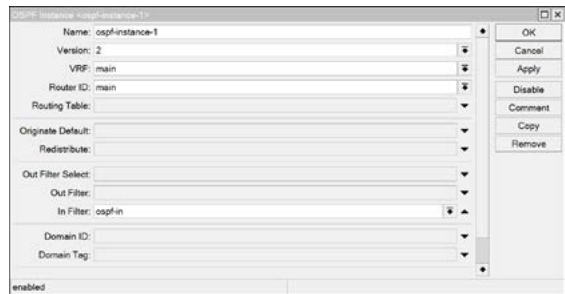 OSPF Instance <ospf-instance-1>
Name: ospf-instance-1
Version: 2
VRF: main
Router ID: main
Routing Table:
Originate Default:
Redistribute:
Out Filter Select:
Out Filter:
In Filter: ospf-in
Domain ID:
Domain Tag:
OK
Cancel
Apply
Disable
Comment
Copy
Remove
enabled